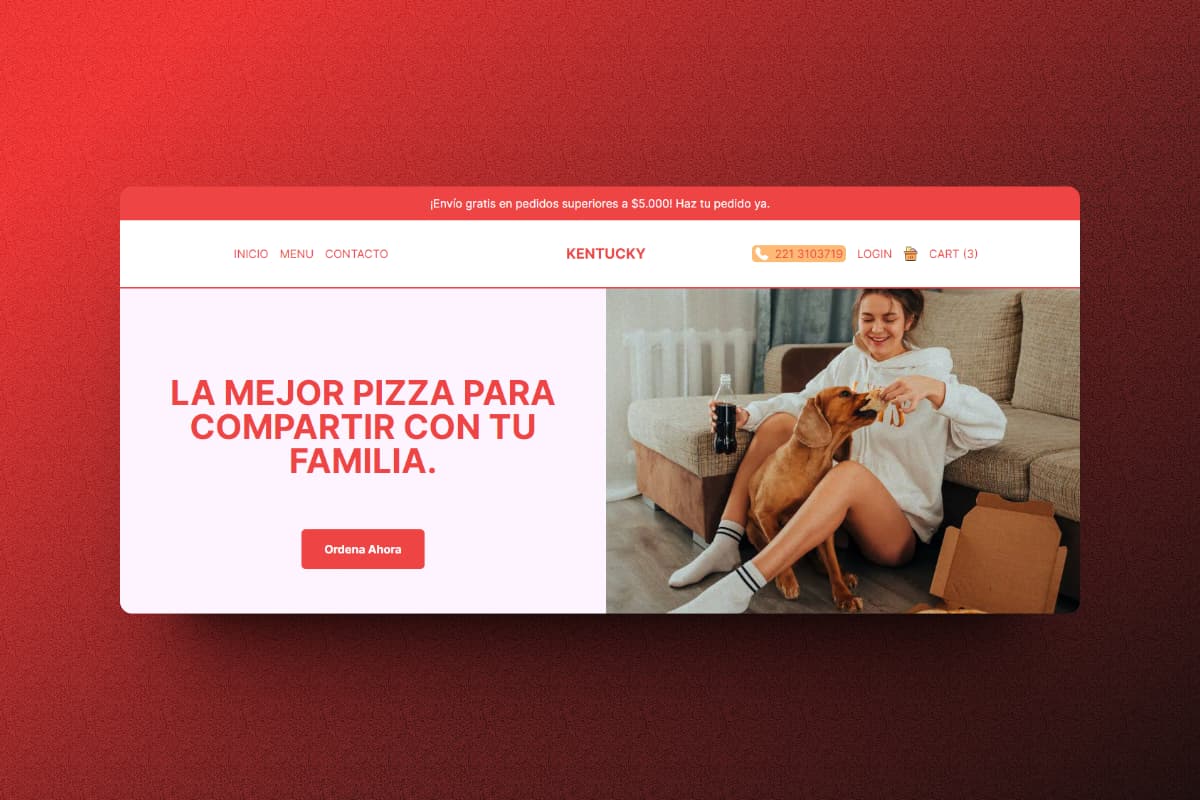 ¡Envío gratis en pedidos superiores a $5.000! Haz tu pedido ya.
INICIO MENU CONTACTO KENTUCKY 221 3103719 LOGIN CART (3)
LA MEJOR PIZZA PARA
COMPARTIR CON TU
FAMILIA.
Ordena Ahora